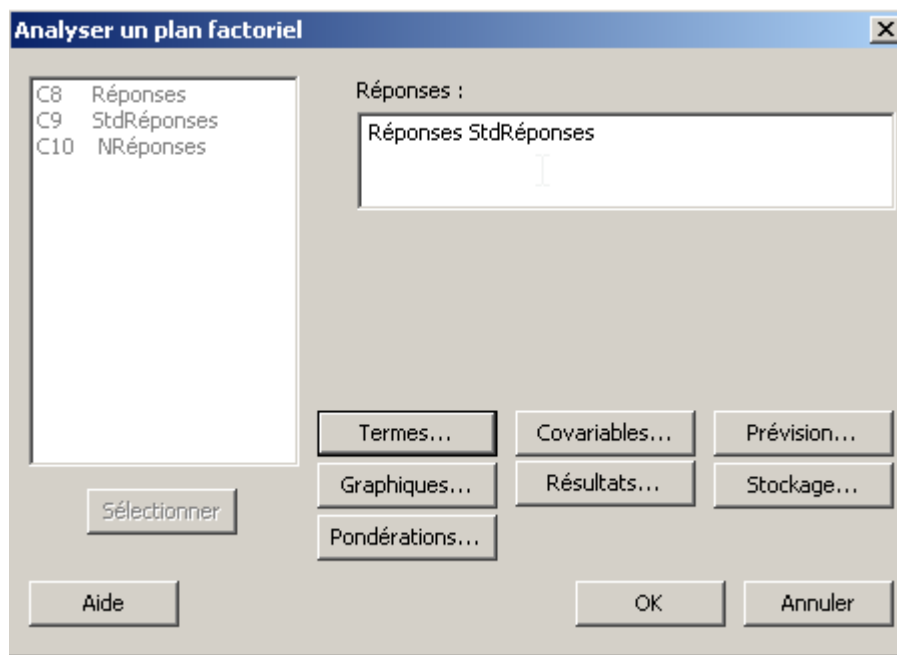 Analyser un plan factoriel
C8 Réponses
C9 StdRéponses
C10 NRéponses
Réponses :
Réponses StdRéponses
Termes...
Covariables...
Prévision...
Graphiques...
Résultats...
Stockage...
Sélectionner
Pondérations...
Aide
OK
Annuler